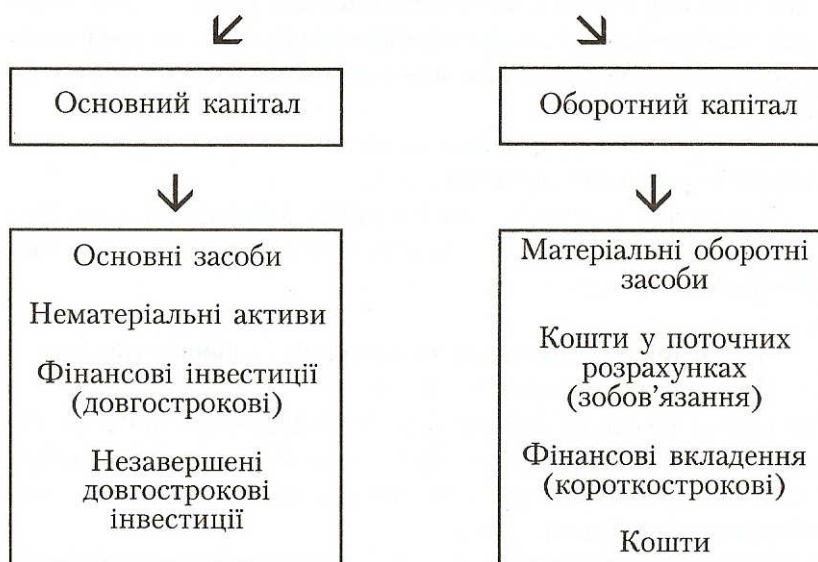 Основний капітал
Оборотний капітал
Основні засоби
Нематеріальні активи
Фінансові інвестиції
(довгострокові)
Незавершені
довгострокові
інвестиції
Матеріальні оборотні
засоби
Кошти у поточних
розрахунках
(зобов’язання)
Фінансові вкладення
(короткострокові)
Кошти